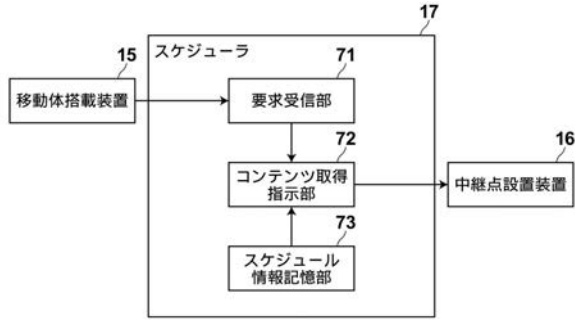 17
スケジューラ
15
移動体搭載装置
71
要求受信部
72
コンテンツ取得
指示部
16
中継点設置装置
73
スケジュール
情報記憶部